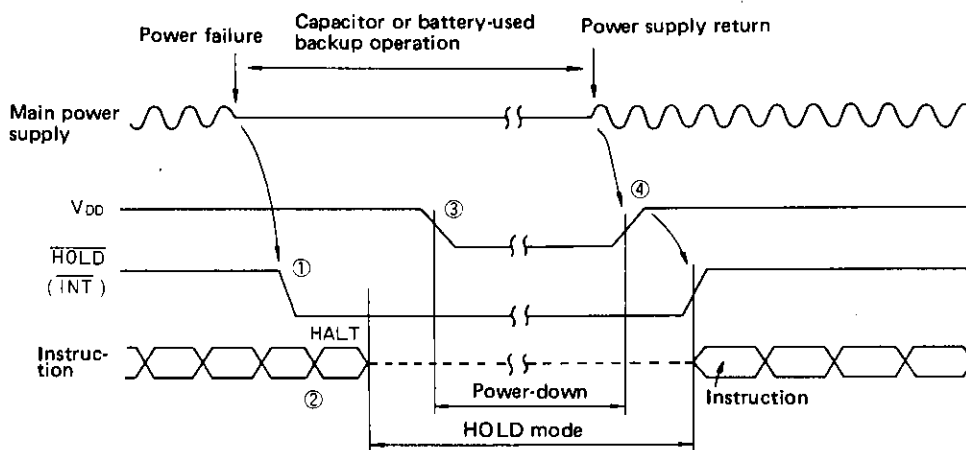 Capacitor or battery-used
backup operation
Power failure
Power supply return
Main power
supply
④
VDD
③
HOLD
(INT)
①
HALT
Instruc-
tion
②
Power-down
Instruction
HOLD mode